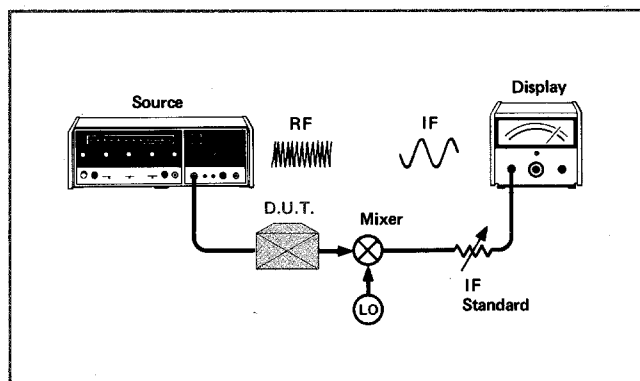 Source
RF
IF
Display
D.U.T.
Mixer
LO
IF
Standard